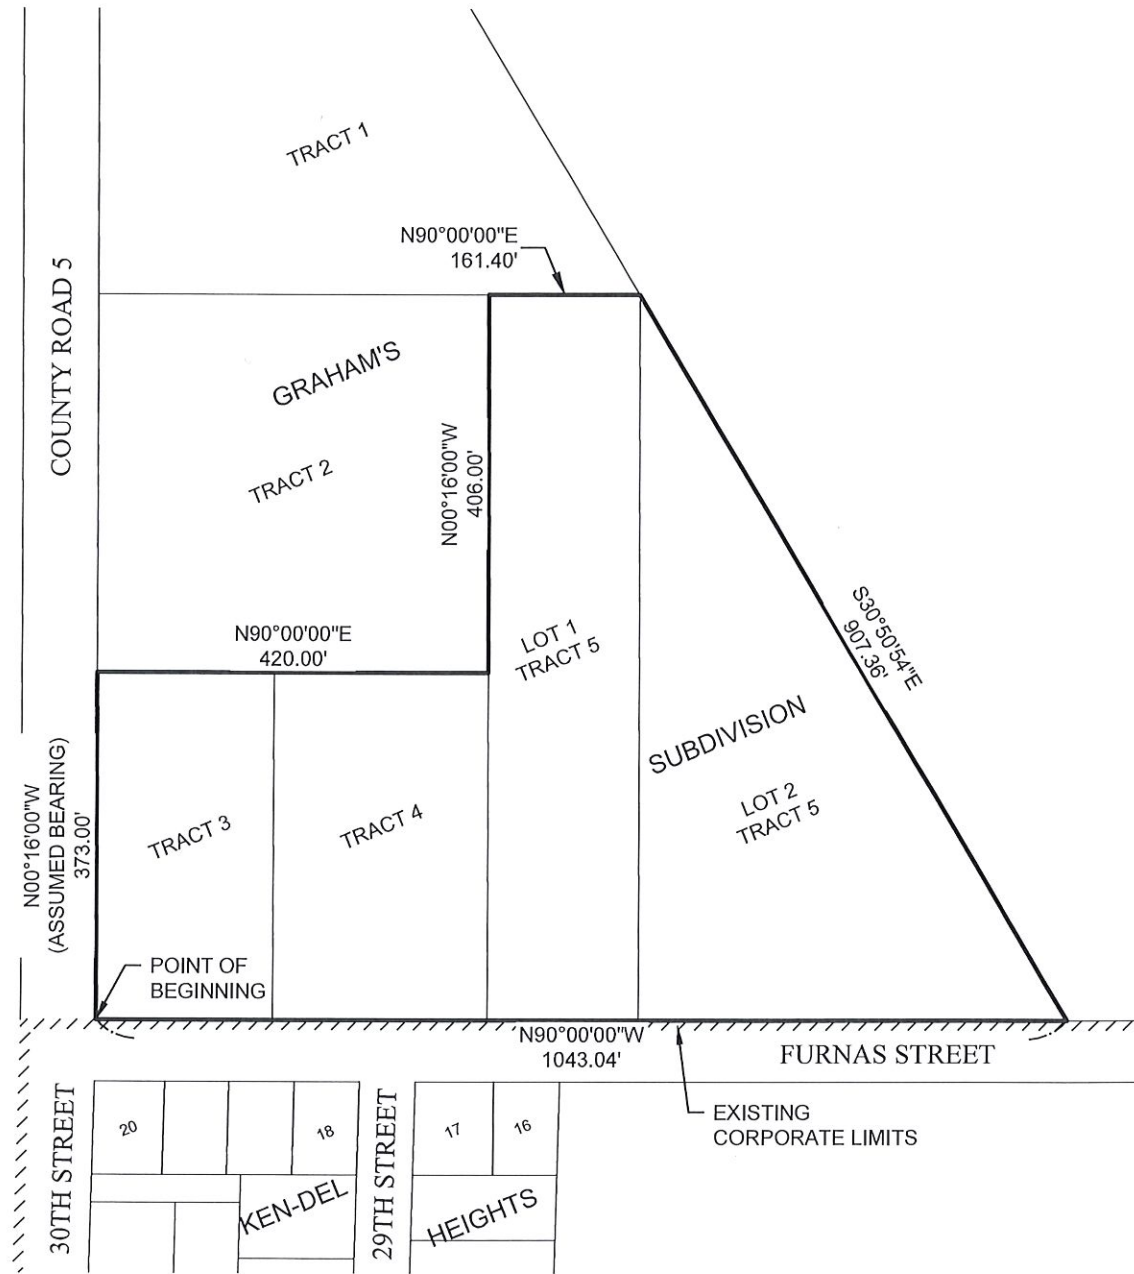 TRACT 1
N90°00'00"E
161.40'
COUNTY ROAD 5
GRAHAM'S
TRACT 2
N00°16'00"W
406.00'
N90°00'00"E
420.00'
LOT 1
TRACT 5
S30°50'54"E
907.36'
SUBDIVISION
LOT 2
TRACT 5
N00°16'00"W
(ASSUMED BEARING)
373.00'
TRACT 3
TRACT 4
POINT OF
BEGINNING
N90°00'00"W
1043.04'
FURNAS STREET
EXISTING
CORPORATE LIMITS
30TH STREET
20
18
29TH STREET
17
16
KEN-DEL
HEIGHTS